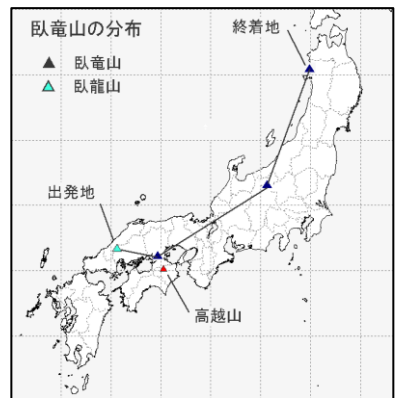 臥竜山の分布
臥竜山
臥龍山
終着地
出発地
高越山